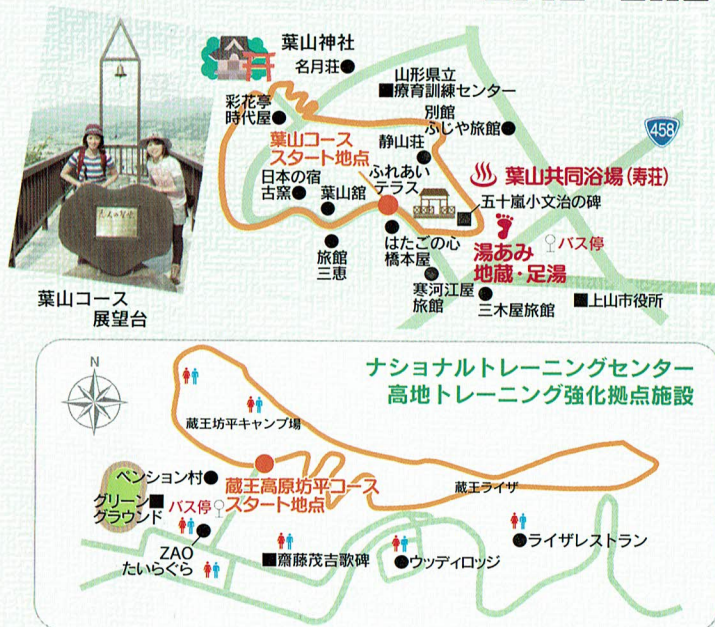 葉山神社
名月荘
山形県立
療育訓練センター
彩花亭
時代屋
別館
ふじや旅館
葉山コース
スタート地点
静山荘
458
ふれあい
テラス
葉山共同浴場(寿荘)
日本の宿
古窯
葉山舘
五十嵐小文治の碑
旅館
三恵
はたごの心
橋本屋
湯あみ
地蔵・足湯
バス停
寒河江屋
旅館
三木屋旅館
上山市役所
葉山コース
展望台
ナショナルトレーニングセンター
高地トレーニング強化拠点施設
N
蔵王坊平キャンプ場
ペンション村
蔵王高原坊平コース
スタート地点
蔵王ライザ
グリーン
グラウンド
バス停
ZAO
たいらぐら
齋藤茂吉歌碑
ウッディロッジ
ライザレストラン